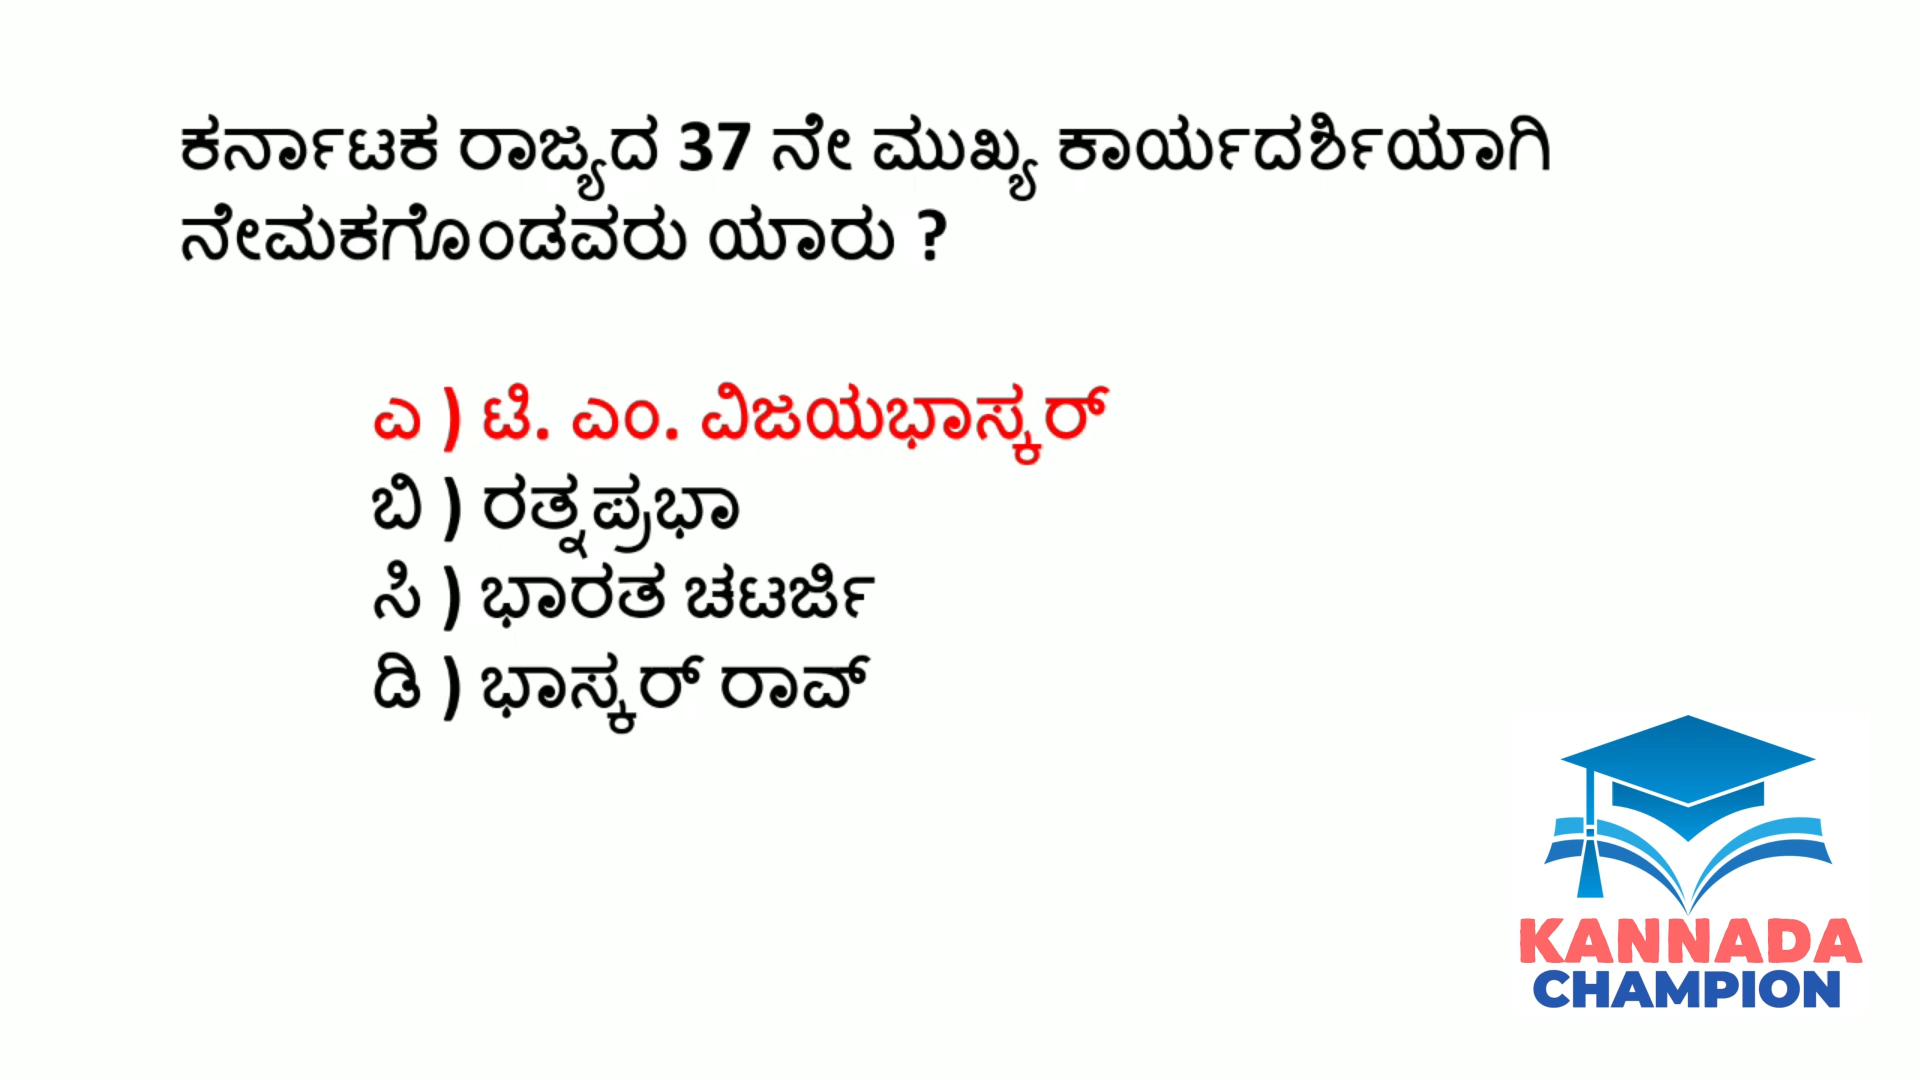 ಕರ್ನಾಟಕ ರಾಜ್ಯದ 37 ನೇ ಮುಖ್ಯ ಕಾರ್ಯದರ್ಶಿಯಾಗಿ
ನೇಮಕಗೊಂಡವರು ಯಾರು ?
ಎ ) ಟಿ. ಎಂ. ವಿಜಯಭಾಸ್ಕರ್
ಬಿ ) ರತ್ನಪ್ರಭಾ
ಸಿ ) ಭಾರತ ಚಟರ್ಜಿ
ಡಿ ) ಭಾಸ್ಕರ್ ರಾವ್
KANNADA
CHAMPION